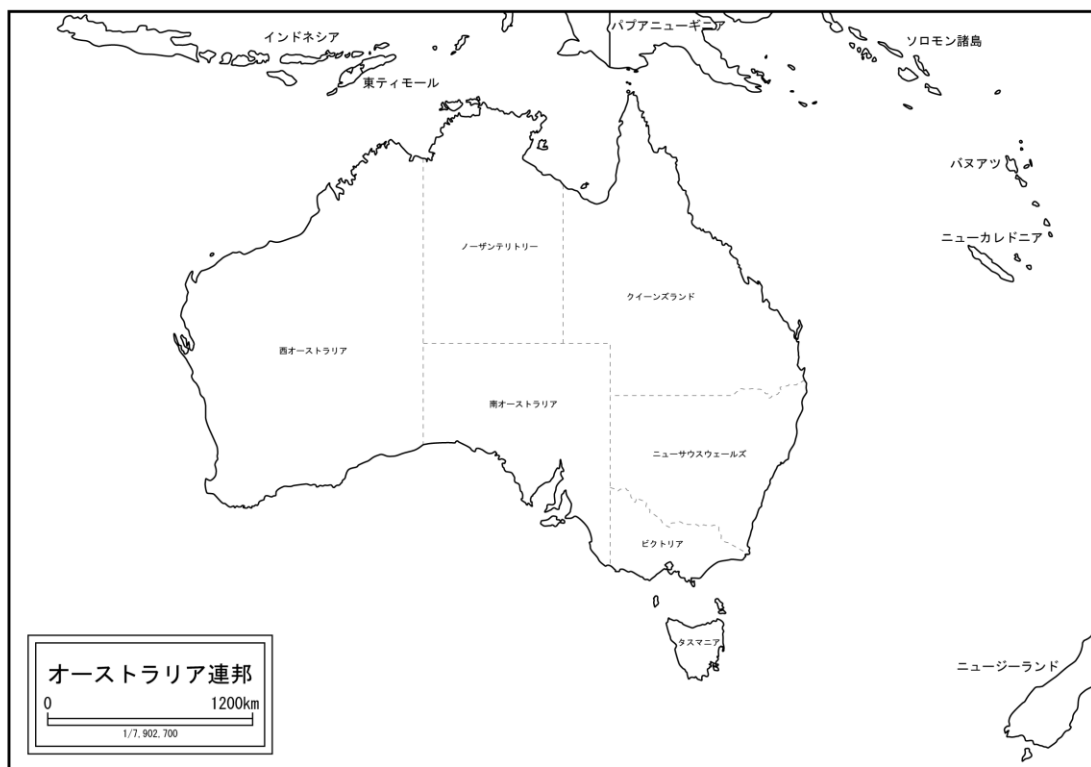 パプアニューギニア
インドネシア
ソロモン諸島
東ティモール
バヌアツ
ニューカレドニア
ノーザンテリトリー
クイーンズランド
西オーストラリア
南オーストラリア
ニューサウスウェールズ
ビクトリア
タスマニア
ニュージーランド
オーストラリア連邦
0 1200km
1/7,902,700